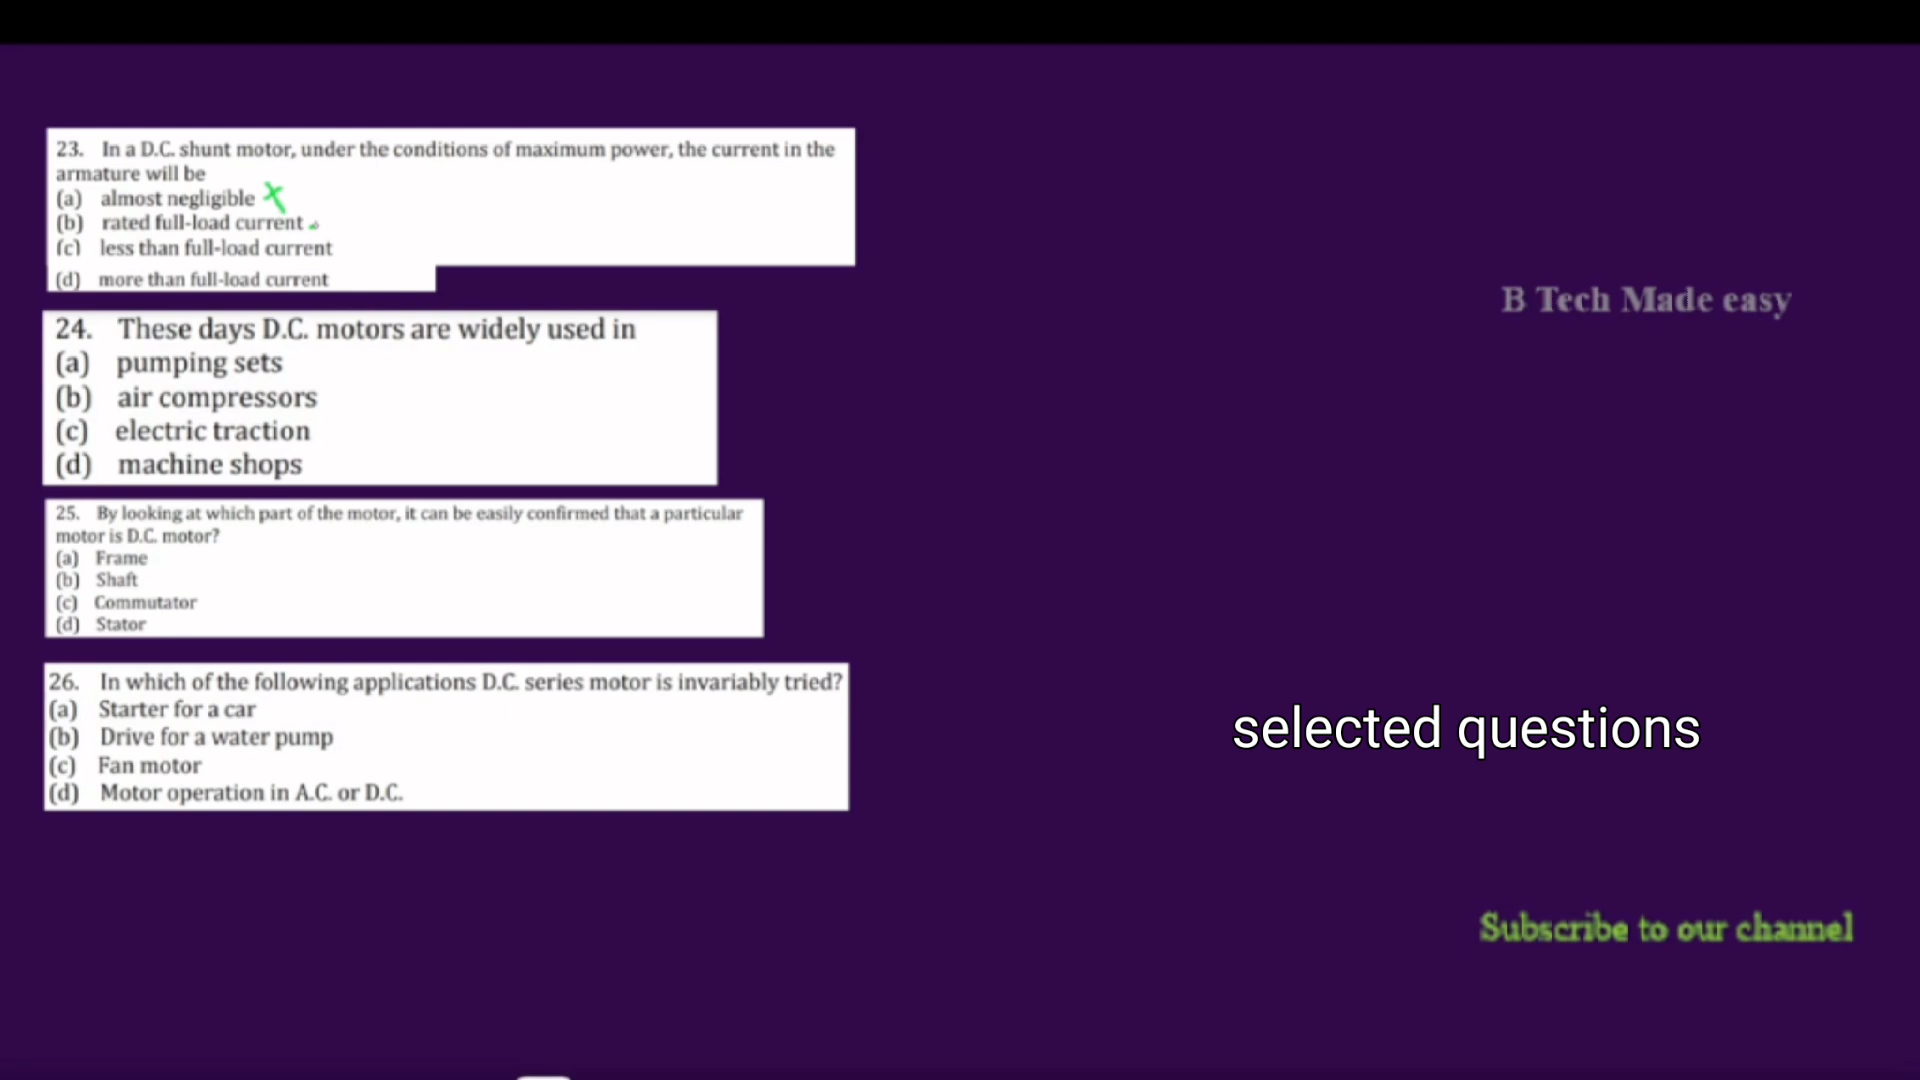 23. In a D.C. shunt motor, under the conditions of maximum power, the current in the
armature will be
(a) almost negligible
(b) rated full-load current
(c) less than full-load current
(d) more than full-load current
24. These days D.C. motors are widely used in
(a) pumping sets
(b) air compressors
(c) electric traction
(d) machine shops
25. By looking at which part of the motor, it can be easily confirmed that a particular
motor is D.C. motor?
(a) Frame
(b) Shaft
(c) Commutator
(d) Stator
26. In which of the following applications D.C. series motor is invariably tried?
(a) Starter for a car
(b) Drive for a water pump
(c) Fan motor
(d) Motor operation in A.C. or D.C.
B Tech Made easy
selected questions
Subscribe to our channel